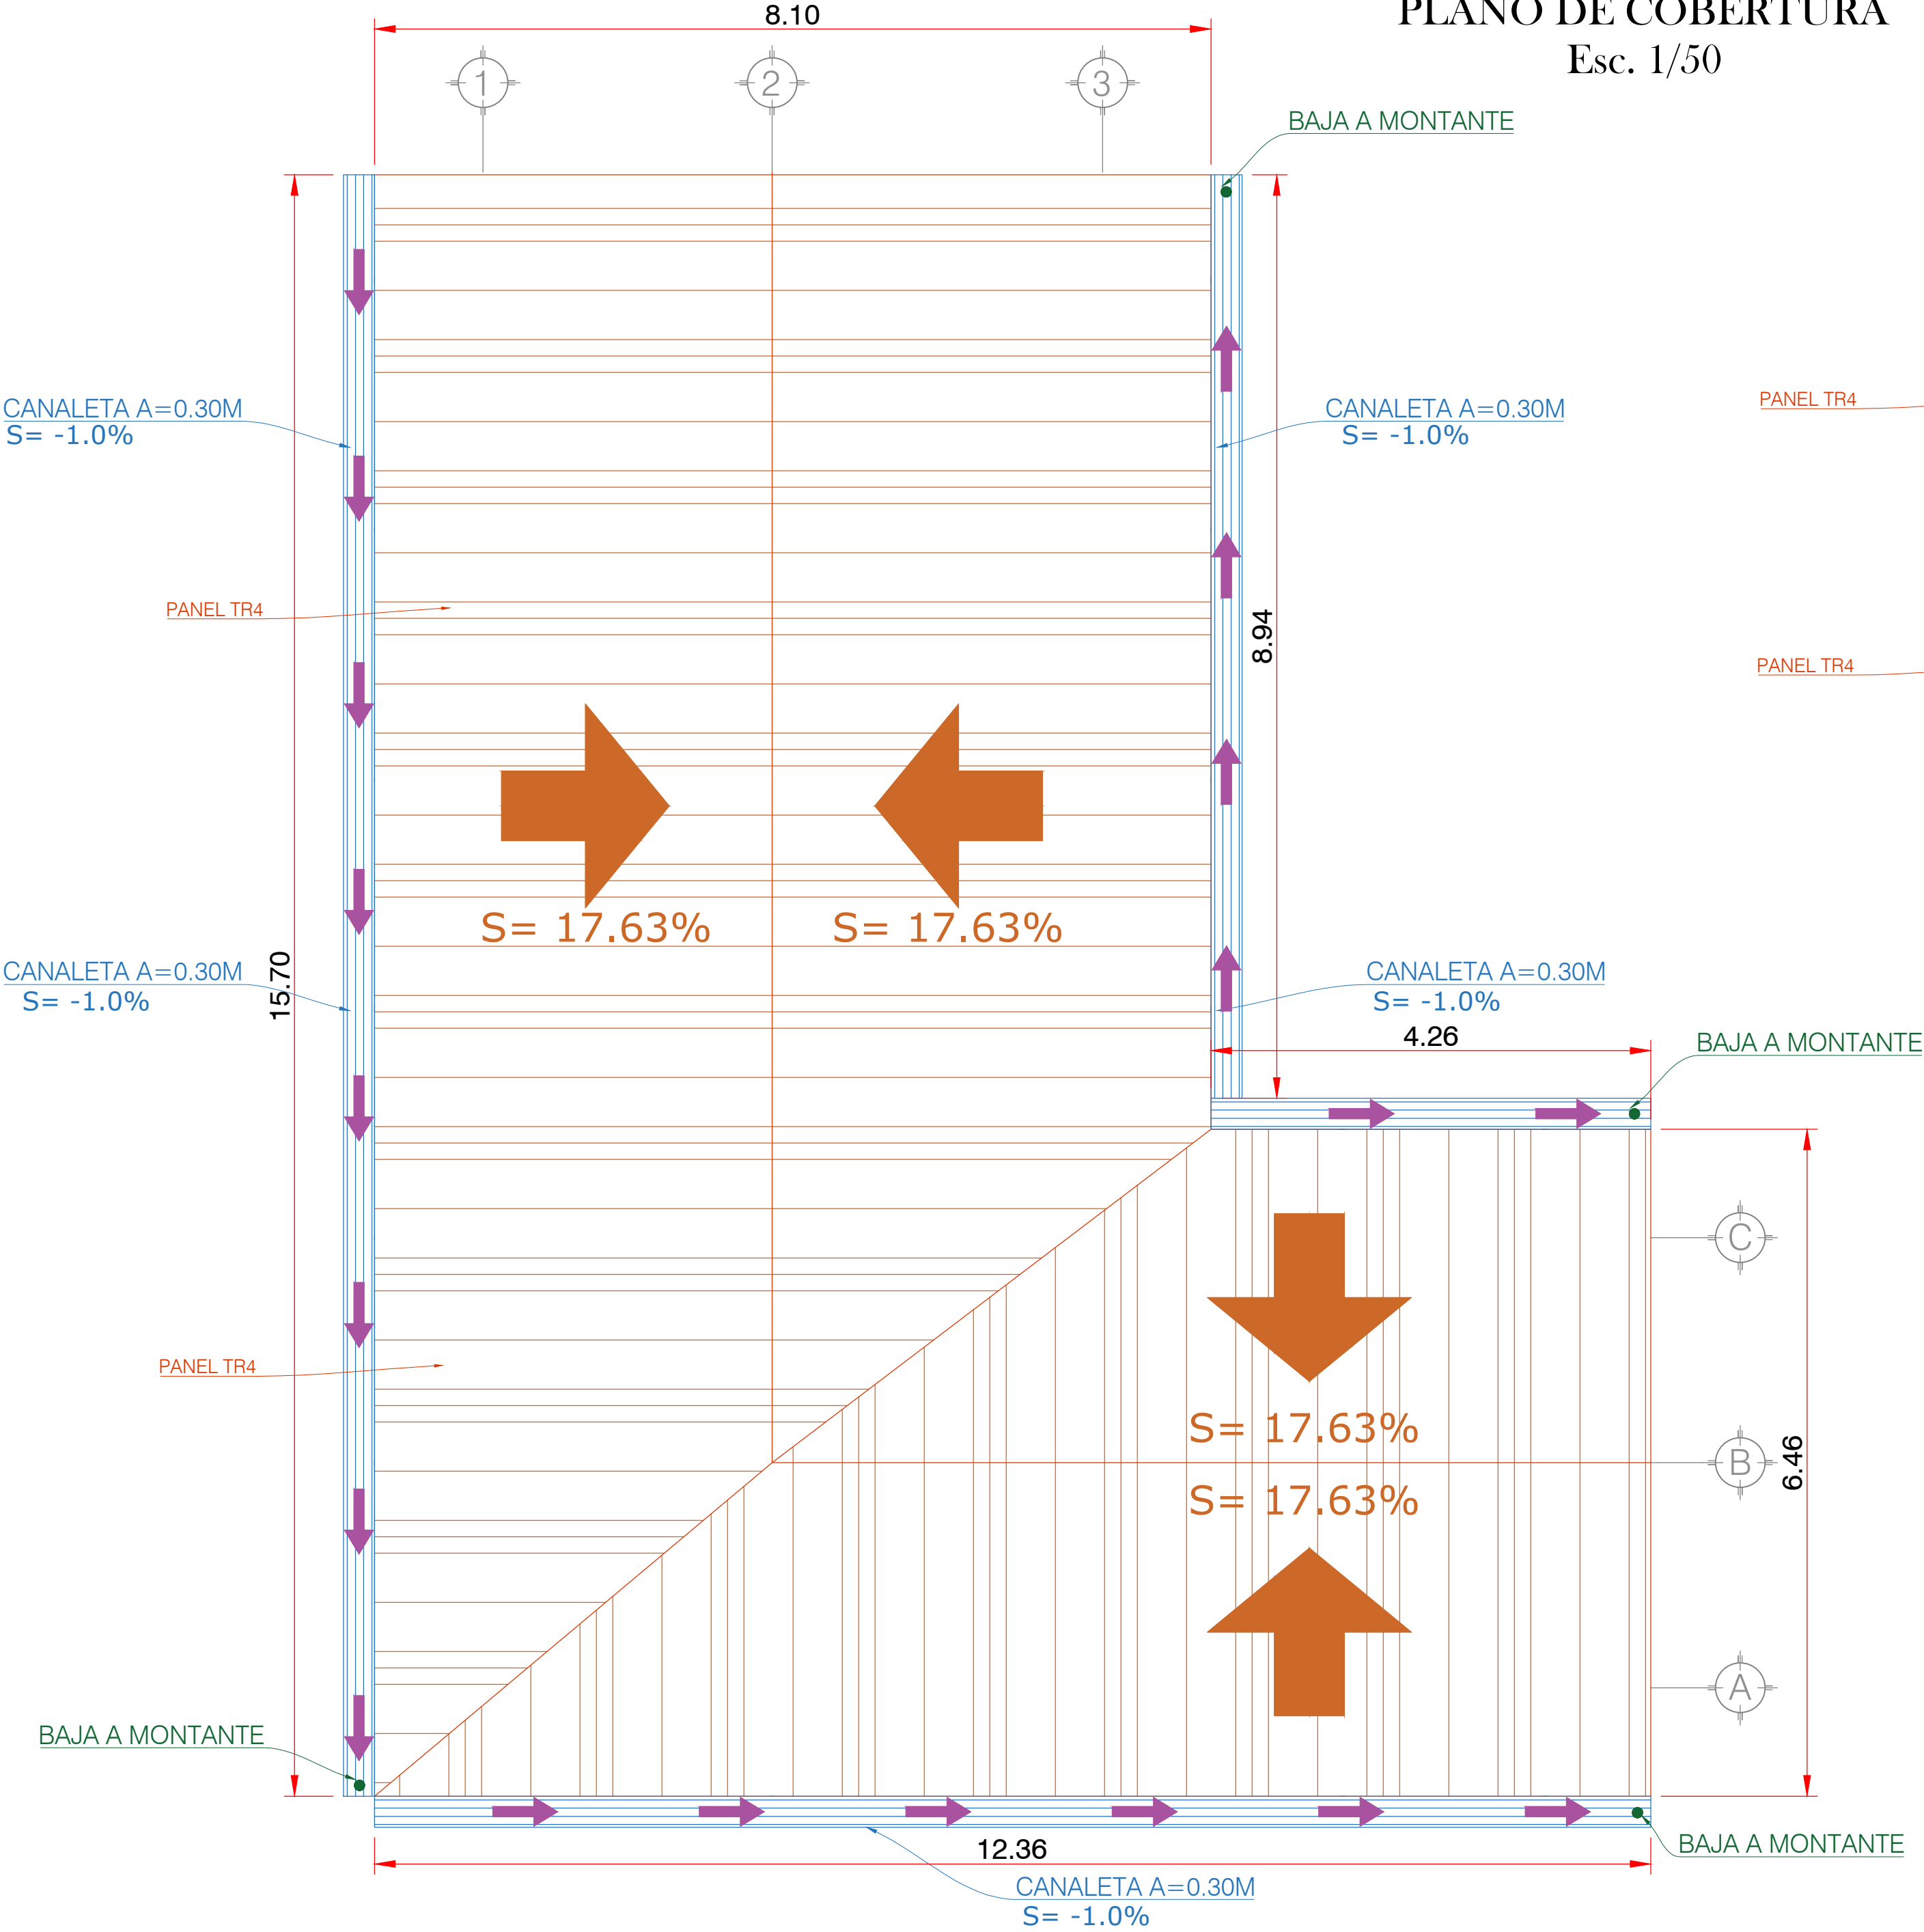 PLANO DE COBERTURA
Esc. 1/50
8.10
1
2
3
BAJA A MONTANTE
CANALETA A=0.30M
S= -1.0%
CANALETA A=0.30M
S= -1.0%
PANEL TR4
PANEL TR4
8.94
PANEL TR4
S= 17.63%
S= 17.63%
15.70
CANALETA A=0.30M
S= -1.0%
CANALETA A=0.30M
S= -1.0%
4.26
BAJA A MONTANTE
C
S= 17.63%
B
6.46
S= 17.63%
PANEL TR4
A
BAJA A MONTANTE
12.36
BAJA A MONTANTE
CANALETA A=0.30M
S= -1.0%